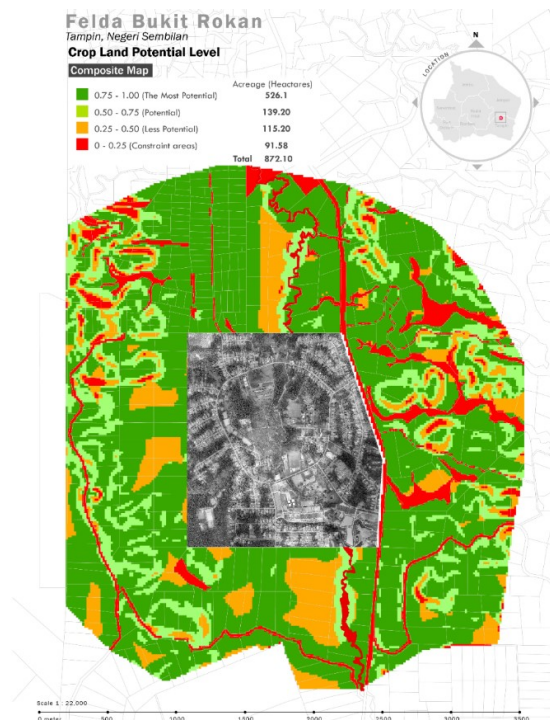 Felda Bukit Rokan
Tampin, Negeri Sembilan
Crop Land Potential Level
Composite Map
Acreage (Heactores)
0.75 - 1.00 (The Most Potential) 526.1
0.50 - 0.75 (Potential) 139.20
0.25 - 0.50 (Less Potential) 115.20
0 - 0.25 (Constraint areas) 91.58
Total 872.10
N
LOCATION
Scale 1 : 22,000
0 meter 500 1000 1500 2000 2500 3000 3500